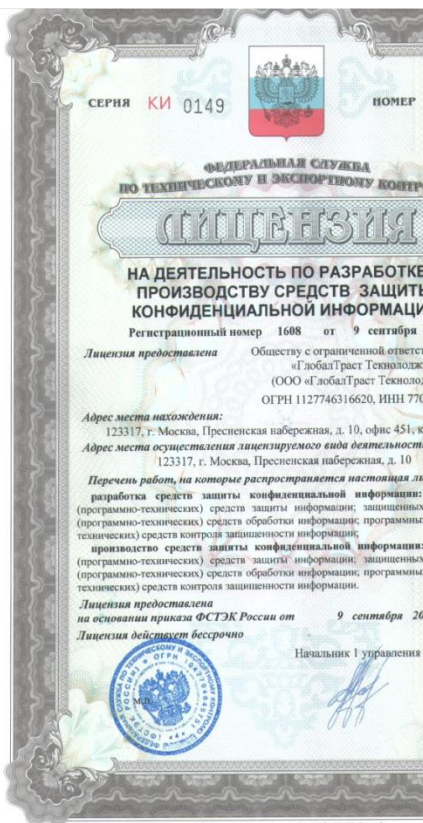 СЕРИЯ КИ 0149 НОМЕР
ФЕДЕРАЛЬНАЯ СЛУЖБА
ПО ТЕХНИЧЕСКОМУ И ЭКСПОРТНОМУ КОНТРО
ЛИЦЕНЗИЯ
НА ДЕЯТЕЛЬНОСТЬ ПО РАЗРАБОТКЕ
ПРОИЗВОДСТВУ СРЕДСТВ ЗАЩИТЫ
КОНФИДЕНЦИАЛЬНОЙ ИНФОРМАЦИ
Регистрационный номер 1608 от 9 сентября
Лицензия предоставлена Обществу с ограниченной ответст
«ГлобалТраст Текнолодж
(ООО «ГлобалТраст Текнолод
ОГРН 1127746316620, ИНН 770
Адрес места нахождения:
123317, г. Москва, Пресненская набережная, д. 10, офис 451, к
Адрес места осуществления лицензируемого вида деятельност
123317, г. Москва, Пресненская набережная, д. 10
Перечень работ, на которые распространяется настоящая ли
разработка средств защиты конфиденциальной информации:
(программно-технических) средств защиты информации; защищенных
(программно-технических) средств обработки информации; программны
технических) средств контроля защищенности информации;
производство средств защиты конфиденциальной информации:
(программно-технических) средств защиты информации; защищенных
(программно-технических) средств обработки информации; программны
технических) средств контроля защищенности информации.
Лицензия предоставлена
на основании приказа ФСТЭК России от 9 сентября 20
Лицензия действует бессрочно
Начальник 1 управления
М.П.